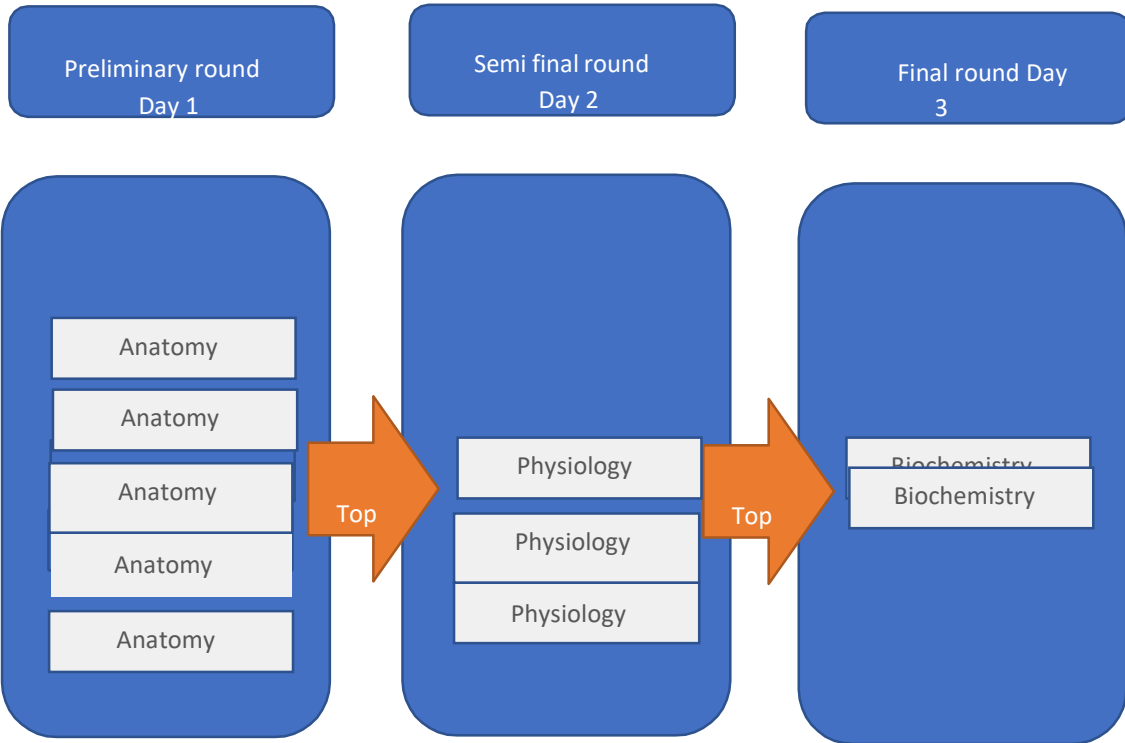 Preliminary round
Day 1
Semi final round
Day 2
Final round Day
3
Anatomy
Anatomy
Anatomy
Anatomy
Anatomy
Top
Physiology
Physiology
Physiology
Top
Biochemistry
Biochemistry